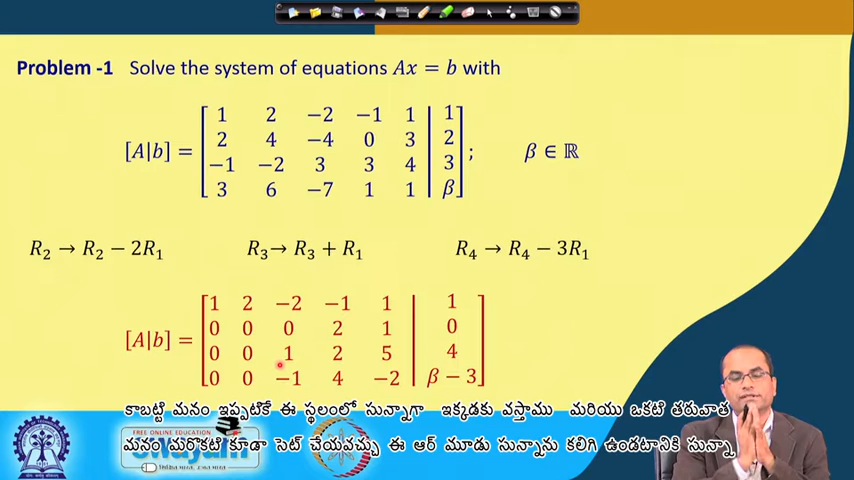 Problem -1 Solve the system of equations Ax = b with
[A|b] = [ 1 2 −2 −1 1 | 1
2 4 −4 0 3 | 2
−1 −2 3 3 4 | 3
3 6 −7 1 1 | β ] ; β ∈ ℝ
R₂ → R₂ − 2R₁ R₃→ R₃ + R₁ R₄ → R₄ − 3R₁
[A|b] = [ 1 2 −2 −1 1 | 1
0 0 0 2 1 | 0
0 0 1 2 5 | 4
0 0 −1 4 −2 | β − 3 ]
కాబట్టి మనం ఇప్పటికే ఈ స్థలంలో సున్నాగా ఇక్కడకు వస్తాము మరియు ఒకటి తరువాత
మనం మరొకటి కూడా సెట్ చేయవచ్చు ఈ ఆర్ మూడు సున్నాను కలిగి ఉండటానికి సున్నా
FREE ONLINE EDUCATION
swayam